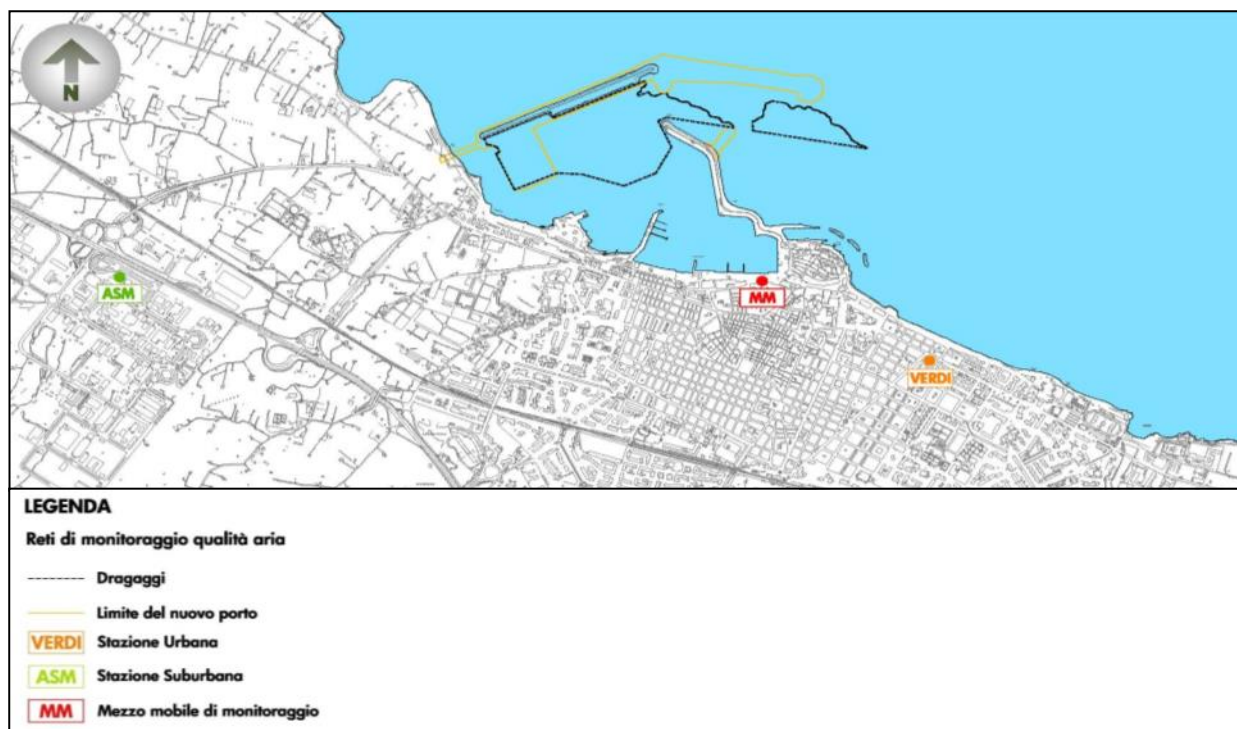 N
ASM
MM
VERDI
LEGENDA
Reti di monitoraggio qualità aria
Dragaggi
Limite del nuovo porto
VERDI Stazione Urbana
ASM Stazione Suburbana
MM Mezzo mobile di monitoraggio